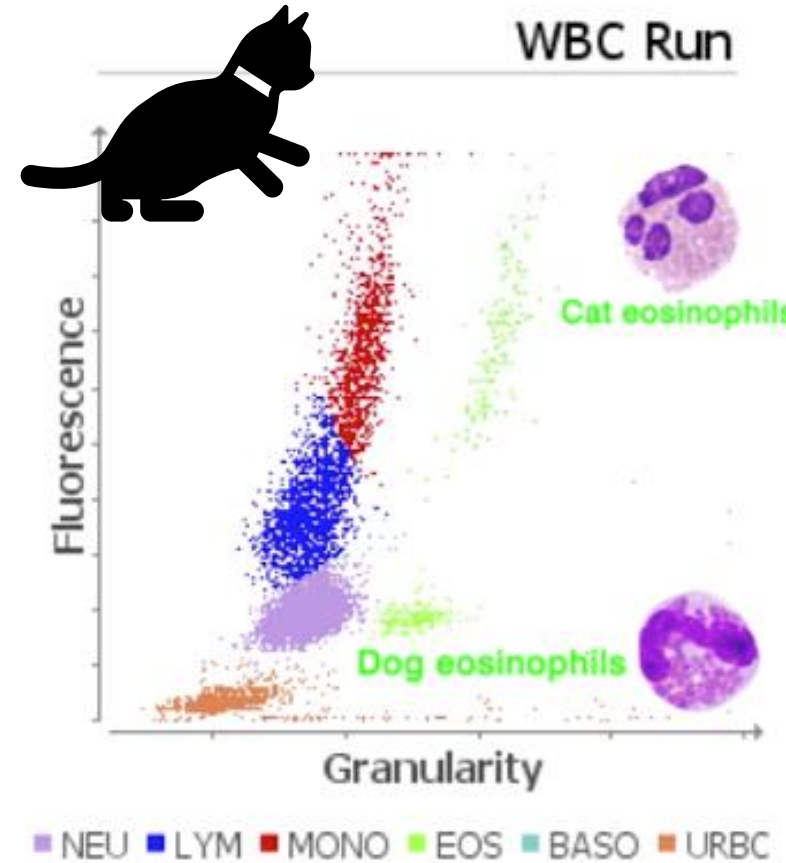 WBC Run
Cat eosinophils
Fluorescence
Dog eosinophils
Granularity
NEU LYM MONO EOS BASO URBC